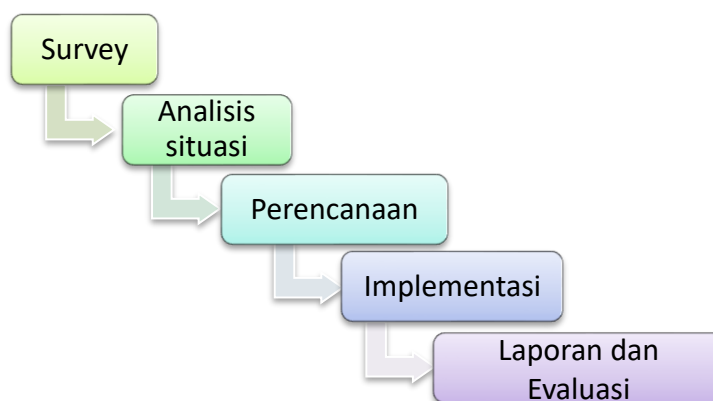 Survey
Analisis
situasi
Perencanaan
Implementasi
Laporan dan
Evaluasi